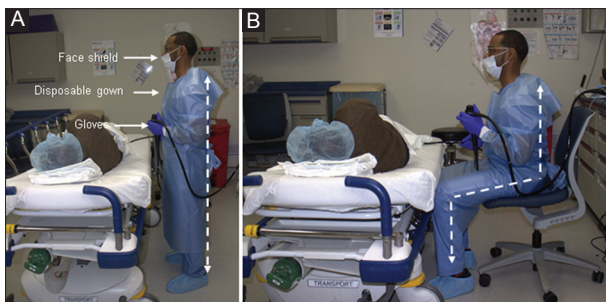 A
Face shield
Disposable gown
Gloves
TRANSPORT
B
TRANSPORT